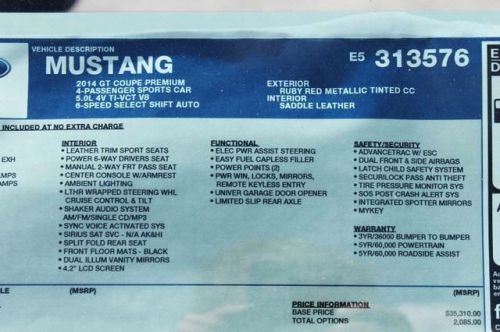 VEHICLE DESCRIPTION
MUSTANG
E5 313576
2014 GT COUPE PREMIUM
4-PASSENGER SPORTS CAR
5.0L 4V TI-VCT V8
6-SPEED SELECT SHIFT AUTO
EXTERIOR
RUBY RED METALLIC TINTED CC
INTERIOR
SADDLE LEATHER
INCLUDED AT NO EXTRA CHARGE
EXH
AMPS
INTERIOR
• LEATHER TRIM SPORT SEATS
• POWER 6-WAY DRIVERS SEAT
• MANUAL 2-WAY FRT PASS SEAT
• CENTER CONSOLE W/ARMREST
• AMBIENT LIGHTING
• LTHR WRAPPED STEERING WHL
CRUISE CONTROL & TILT
• SHAKER AUDIO SYSTEM
AM/FM/SINGLE CD/MP3
• SYNC VOICE ACTIVATED SYS
• SIRIUS SAT SVC - N/A AK&HI
• SPLIT FOLD REAR SEAT
• FRONT FLOOR MATS - BLACK
• DUAL ILLUM VANITY MIRRORS
• 4.2" LCD SCREEN
FUNCTIONAL
• ELEC PWR ASSIST STEERING
• EASY FUEL CAPLESS FILLER
• POWER POINTS (2)
• PWR WIN, LOCKS, MIRRORS,
REMOTE KEYLESS ENTRY
• UNIVER GARAGE DOOR OPENER
• LIMITED SLIP REAR AXLE
SAFETY/SECURITY
• ADVANCETRAC W/ ESC
• DUAL FRONT & SIDE AIRBAGS
• LATCH CHILD SAFETY SYSTEM
• SECURILOCK PASS ANTI THEFT
• TIRE PRESSURE MONITOR SYS
• SOS POST CRASH ALERT SYS
• INTEGRATED SPOTTER MIRRORS
• MYKEY
WARRANTY
• 3YR/36000 BUMPER TO BUMPER
• 5YR/60,000 POWERTRAIN
• 5YR/60,000 ROADSIDE ASSIST
(MSRP)
PRICE INFORMATION
(MSRP)
BASE PRICE $35,310.00
TOTAL OPTIONS 2,085.00